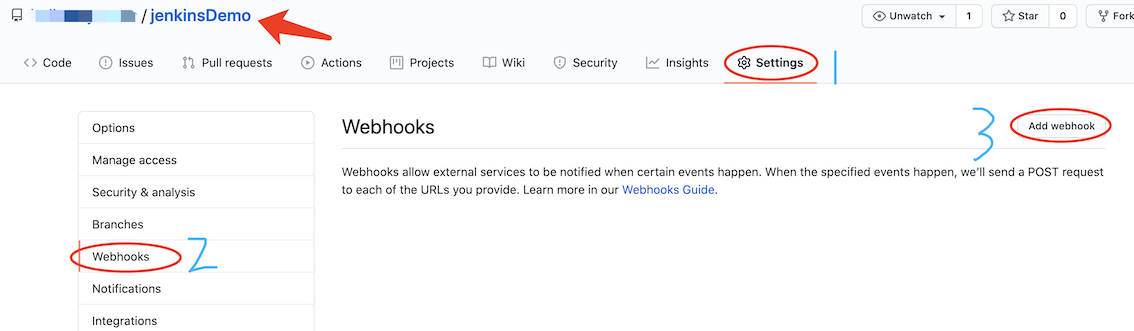 / jenkinsDemo
Unwatch 1 Star 0 Fork
Code Issues Pull requests Actions Projects Wiki Security Insights Settings 1
Options
Manage access
Security & analysis
Branches
Webhooks 2
Notifications
Integrations
Webhooks 3 Add webhook
Webhooks allow external services to be notified when certain events happen. When the specified events happen, we'll send a POST request
to each of the URLs you provide. Learn more in our Webhooks Guide.